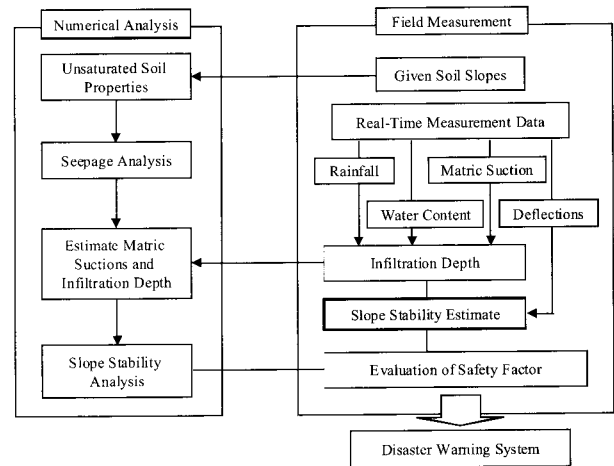 Numerical Analysis
Unsaturated Soil
Properties
Seepage Analysis
Estimate Matric
Suctions and
Infiltration Depth
Slope Stability
Analysis
Field Measurement
Given Soil Slopes
Real-Time Measurement Data
Rainfall
Matric Suction
Water Content
Deflections
Infiltration Depth
Slope Stability Estimate
Evaluation of Safety Factor
Disaster Warning System